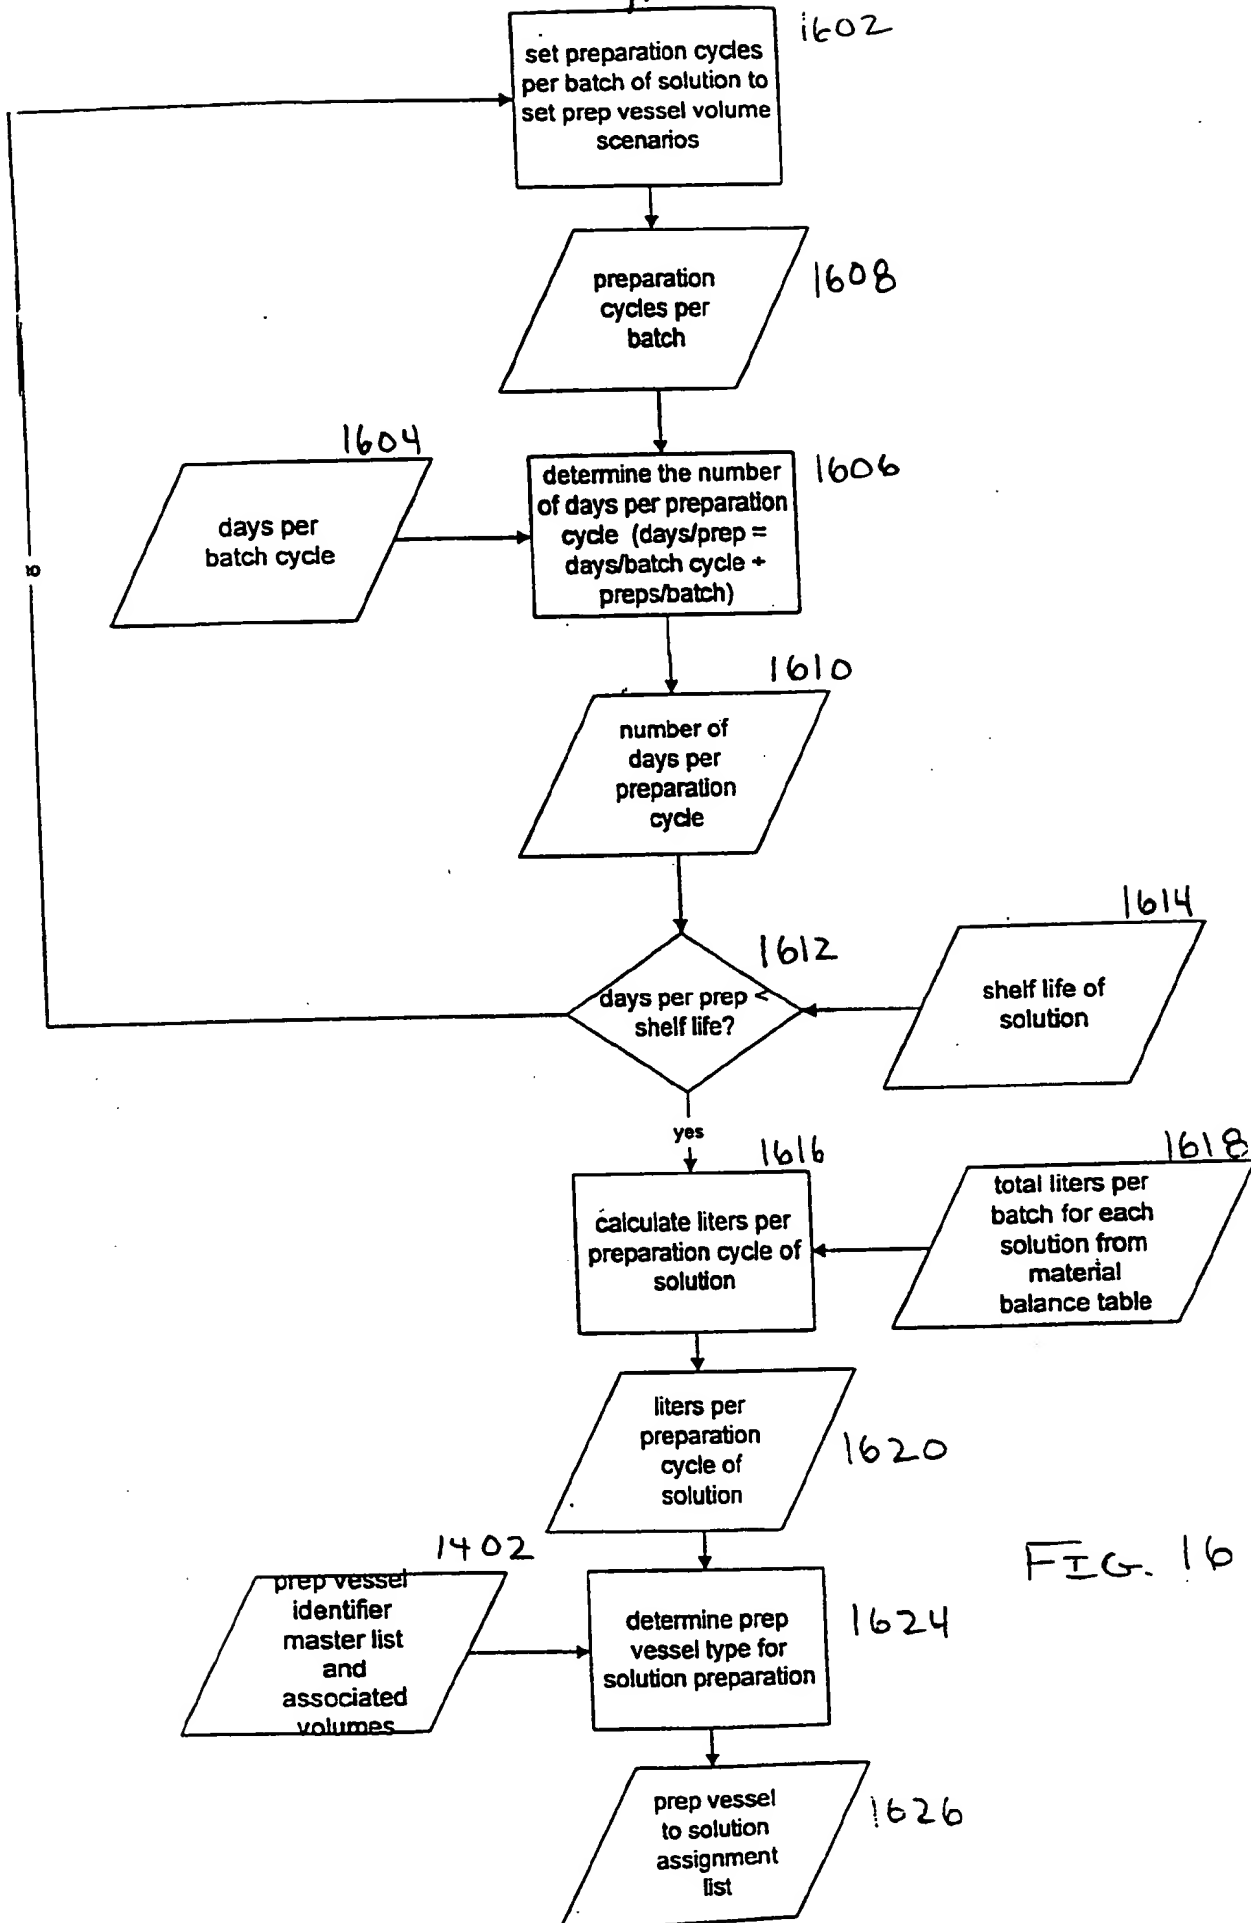 1602
set preparation cycles
per batch of solution to
set prep vessel volume
scenarios
preparation
cycles per
batch
1608
1604
days per
batch cycle
determine the number
of days per preparation
cycle (days/prep =
days/batch cycle +
preps/batch)
1606
1610
number of
days per
preparation
cycle
1612
days per prep <
shelf life?
1614
shelf life of
solution
yes
1616
calculate liters per
preparation cycle of
solution
1618
total liters per
batch for each
solution from
material
balance table
liters per
preparation
cycle of
solution
1620
1402
prep vessel
identifier
master list
and
associated
volumes
determine prep
vessel type for
solution preparation
1624
FIG. 16
prep vessel
to solution
assignment
list
1626